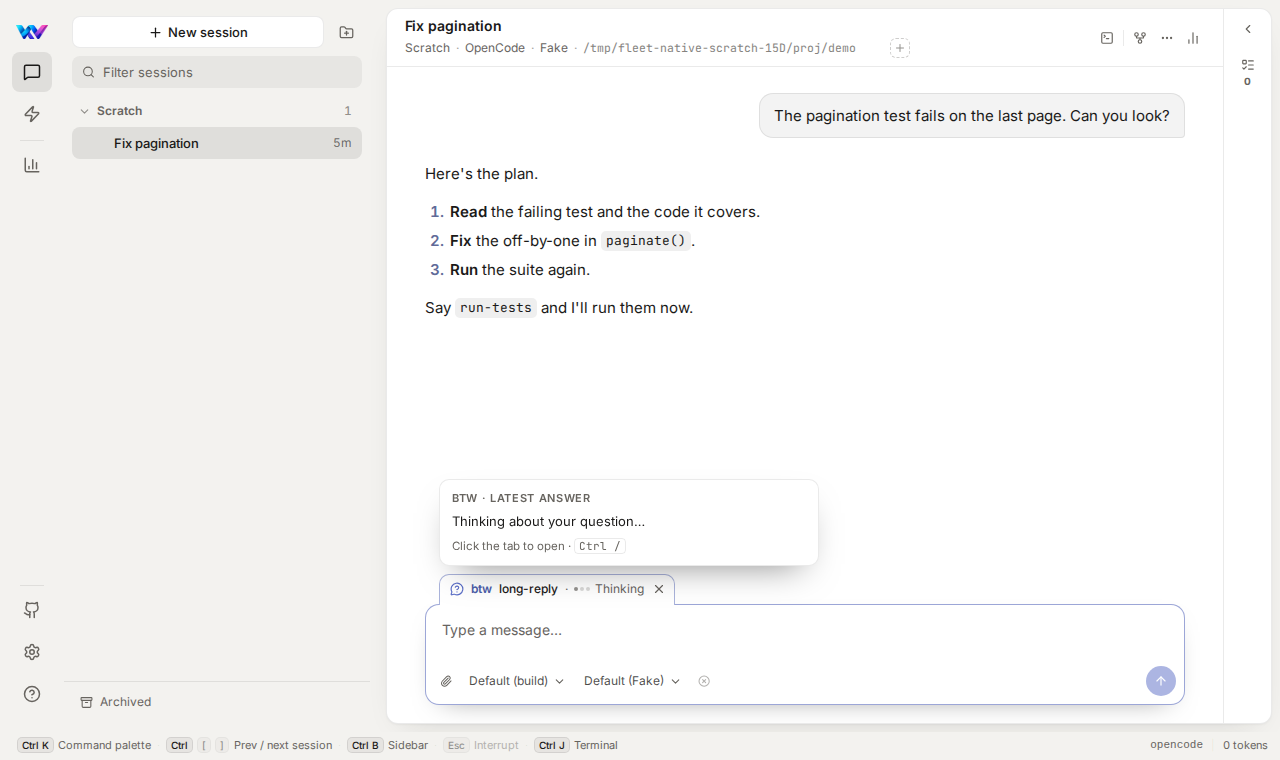 New session
Filter sessions
Scratch 1
Fix pagination 5m
Archived
Fix pagination
Scratch · OpenCode · Fake · /tmp/fleet-native-scratch-15D/proj/demo
0
The pagination test fails on the last page. Can you look?
Here's the plan.
1. Read the failing test and the code it covers.
2. Fix the off-by-one in paginate().
3. Run the suite again.
Say run-tests and I'll run them now.
BTW · LATEST ANSWER
Thinking about your question…
Click the tab to open · Ctrl /
btw long-reply · Thinking
Type a message...
Default (build) Default (Fake)
Ctrl K Command palette Ctrl [ ] Prev / next session Ctrl B Sidebar Esc Interrupt Ctrl J Terminal opencode 0 tokens